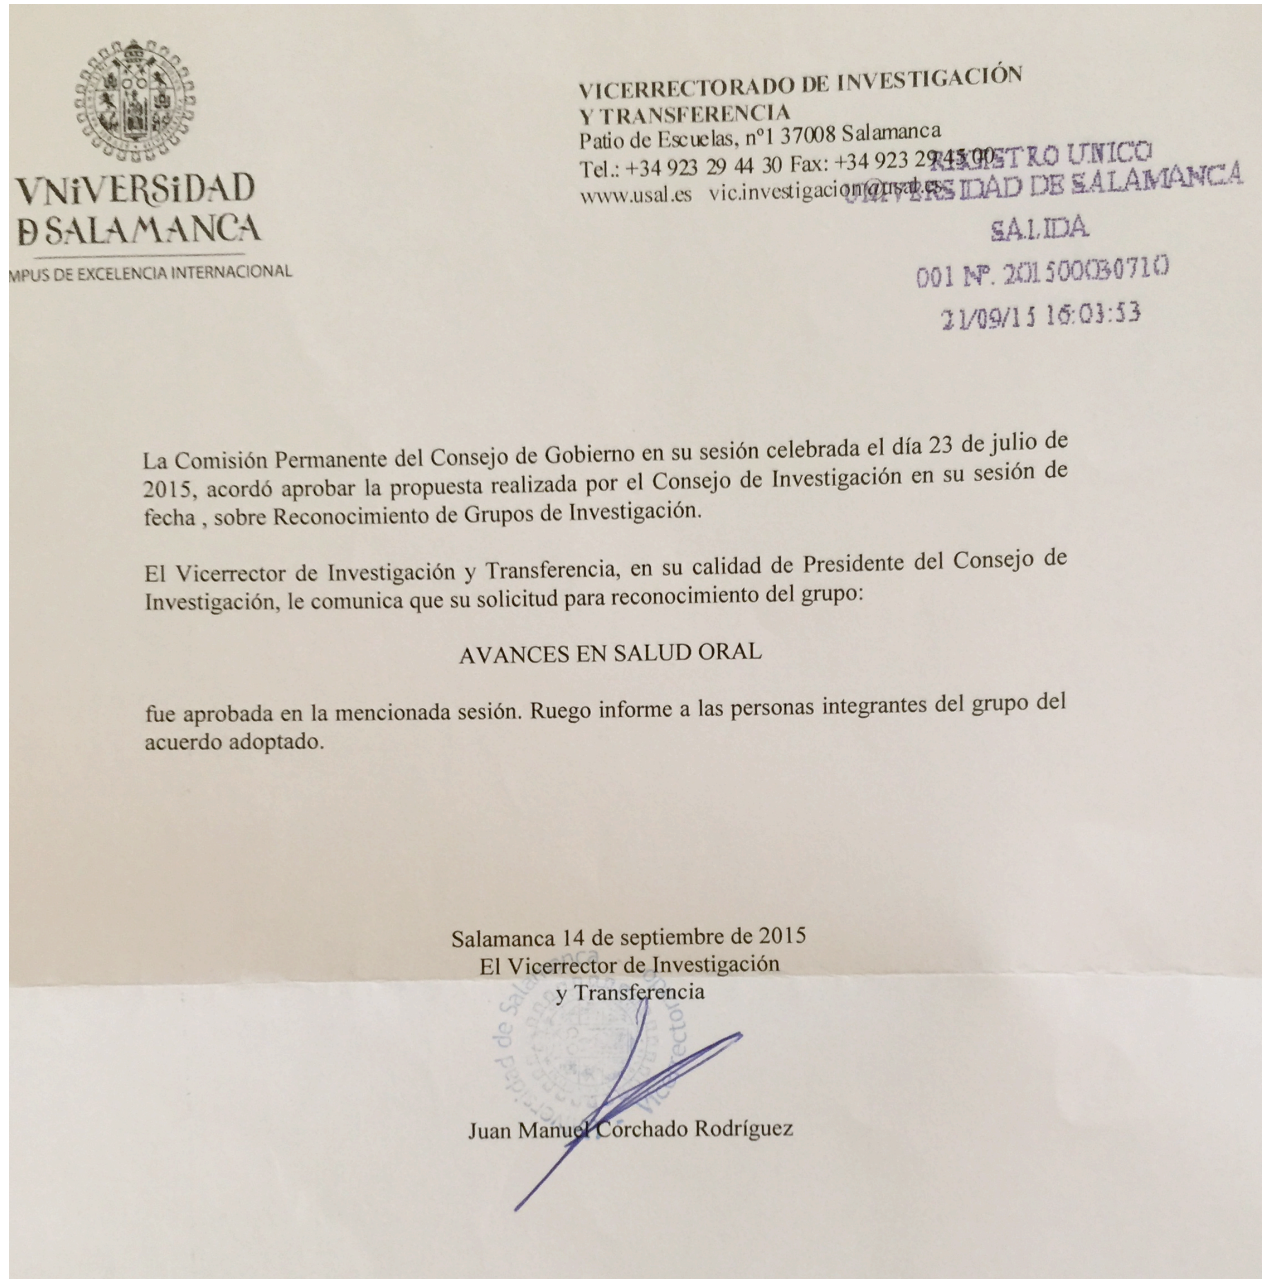 VNiVERSiDAD
Đ SALAMANCA
MPUS DE EXCELENCIA INTERNACIONAL
VICERRECTORADO DE INVESTIGACIÓN
Y TRANSFERENCIA
Patio de Escuelas, nº1 37008 Salamanca
Tel.: +34 923 29 44 30 Fax: +34 923 29 45 00
www.usal.es vic.investigacion@usal.es
REGISTRO UNICO
UNIVERSIDAD DE SALAMANCA
SALIDA
001 Nº. 201500030710
21/09/15 16:03:53
La Comisión Permanente del Consejo de Gobierno en su sesión celebrada el día 23 de julio de
2015, acordó aprobar la propuesta realizada por el Consejo de Investigación en su sesión de
fecha , sobre Reconocimiento de Grupos de Investigación.
El Vicerrector de Investigación y Transferencia, en su calidad de Presidente del Consejo de
Investigación, le comunica que su solicitud para reconocimiento del grupo:
AVANCES EN SALUD ORAL
fue aprobada en la mencionada sesión. Ruego informe a las personas integrantes del grupo del
acuerdo adoptado.
Salamanca 14 de septiembre de 2015
El Vicerrector de Investigación
y Transferencia
Juan Manuel Corchado Rodríguez